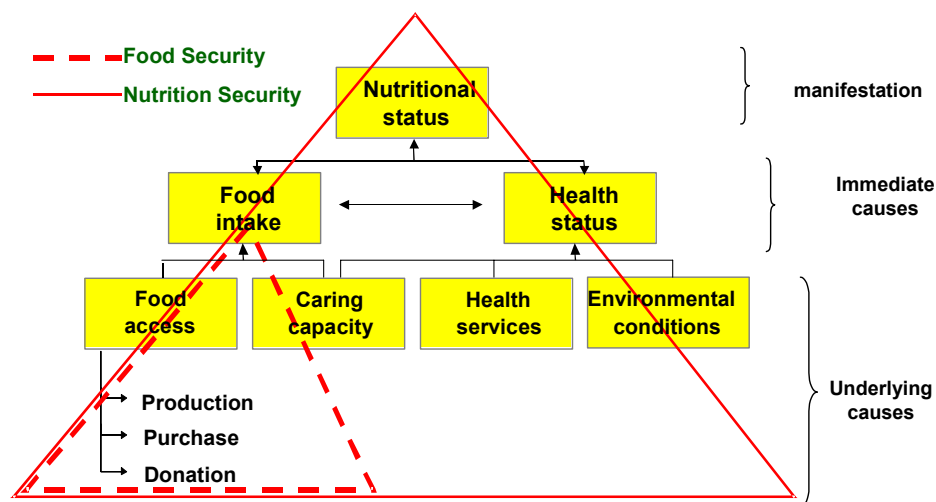 Food Security
Nutrition Security
Nutritional
status
manifestation
Food
intake
Health
status
Immediate
causes
Food
access
Caring
capacity
Health
services
Environmental
conditions
Underlying
causes
Production
Purchase
Donation